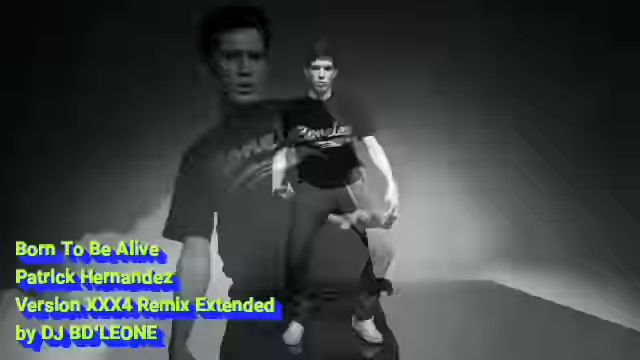 Born To Be Alive
Patrick Hernandez
Version XXX4 Remix Extended
by DJ BD'LEONE